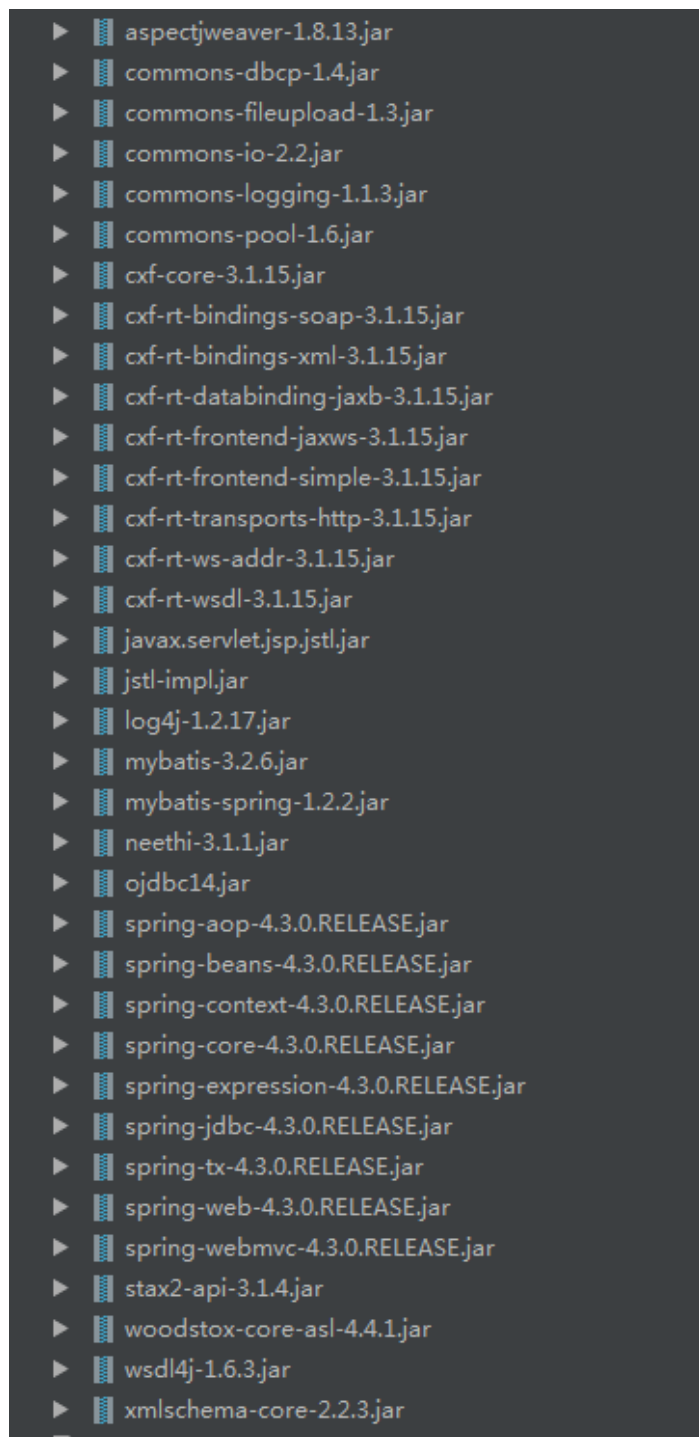 aspectjweaver-1.8.13.jar
commons-dbcp-1.4.jar
commons-fileupload-1.3.jar
commons-io-2.2.jar
commons-logging-1.1.3.jar
commons-pool-1.6.jar
cxf-core-3.1.15.jar
cxf-rt-bindings-soap-3.1.15.jar
cxf-rt-bindings-xml-3.1.15.jar
cxf-rt-databinding-jaxb-3.1.15.jar
cxf-rt-frontend-jaxws-3.1.15.jar
cxf-rt-frontend-simple-3.1.15.jar
cxf-rt-transports-http-3.1.15.jar
cxf-rt-ws-addr-3.1.15.jar
cxf-rt-wsdl-3.1.15.jar
javax.servlet.jsp.jstl.jar
jstl-impl.jar
log4j-1.2.17.jar
mybatis-3.2.6.jar
mybatis-spring-1.2.2.jar
neethi-3.1.1.jar
ojdbc14.jar
spring-aop-4.3.0.RELEASE.jar
spring-beans-4.3.0.RELEASE.jar
spring-context-4.3.0.RELEASE.jar
spring-core-4.3.0.RELEASE.jar
spring-expression-4.3.0.RELEASE.jar
spring-jdbc-4.3.0.RELEASE.jar
spring-tx-4.3.0.RELEASE.jar
spring-web-4.3.0.RELEASE.jar
spring-webmvc-4.3.0.RELEASE.jar
stax2-api-3.1.4.jar
woodstox-core-asl-4.4.1.jar
wsdl4j-1.6.3.jar
xmlschema-core-2.2.3.jar